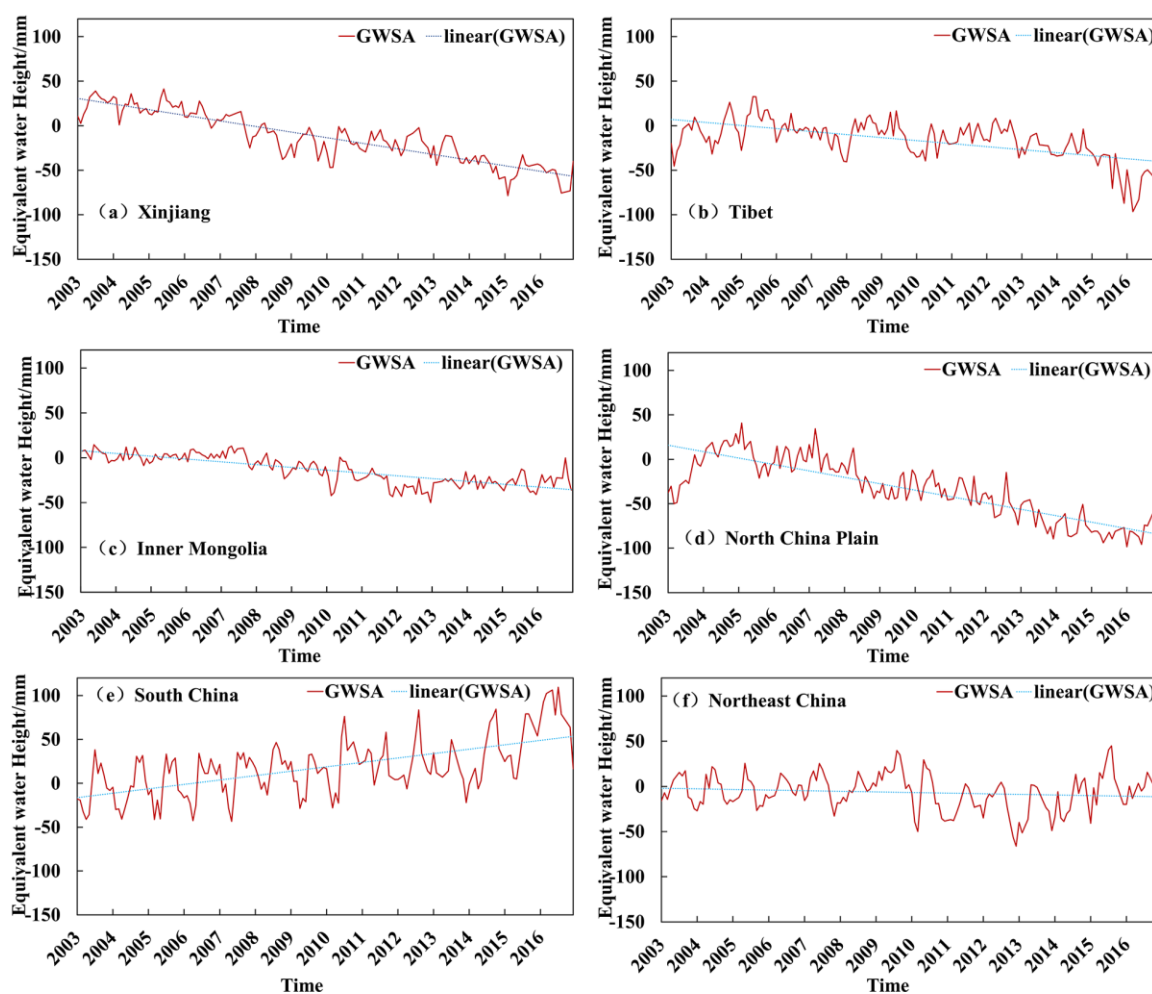 GWSA linear(GWSA)
100
50
0
-50
-100
-150
Equivalent water Height/mm
（a）Xinjiang
2003 2004 2005 2006 2007 2008 2009 2010 2011 2012 2013 2014 2015 2016
Time
GWSA linear(GWSA)
100
50
0
-50
-100
-150
Equivalent water Height/mm
（b）Tibet
2003 2004 2005 2006 2007 2008 2009 2010 2011 2012 2013 2014 2015 2016
Time
GWSA linear(GWSA)
100
50
0
-50
-100
-150
Equivalent water Height/mm
（c）Inner Mongolia
2003 2004 2005 2006 2007 2008 2009 2010 2011 2012 2013 2014 2015 2016
Time
GWSA linear(GWSA)
100
50
0
-50
-100
-150
Equivalent water Height/mm
（d）North China Plain
2003 2004 2005 2006 2007 2008 2009 2010 2011 2012 2013 2014 2015 2016
Time
（e）South China
GWSA linear(GWSA)
100
50
0
-50
-100
-150
Equivalent water Height/mm
2003 2004 2005 2006 2007 2008 2009 2010 2011 2012 2013 2014 2015 2016
Time
（f）Northeast China
GWSA linear(GWSA)
100
50
0
-50
-100
-150
Equivalent water Height/mm
2003 2004 2005 2006 2007 2008 2009 2010 2011 2012 2013 2014 2015 2016
Time